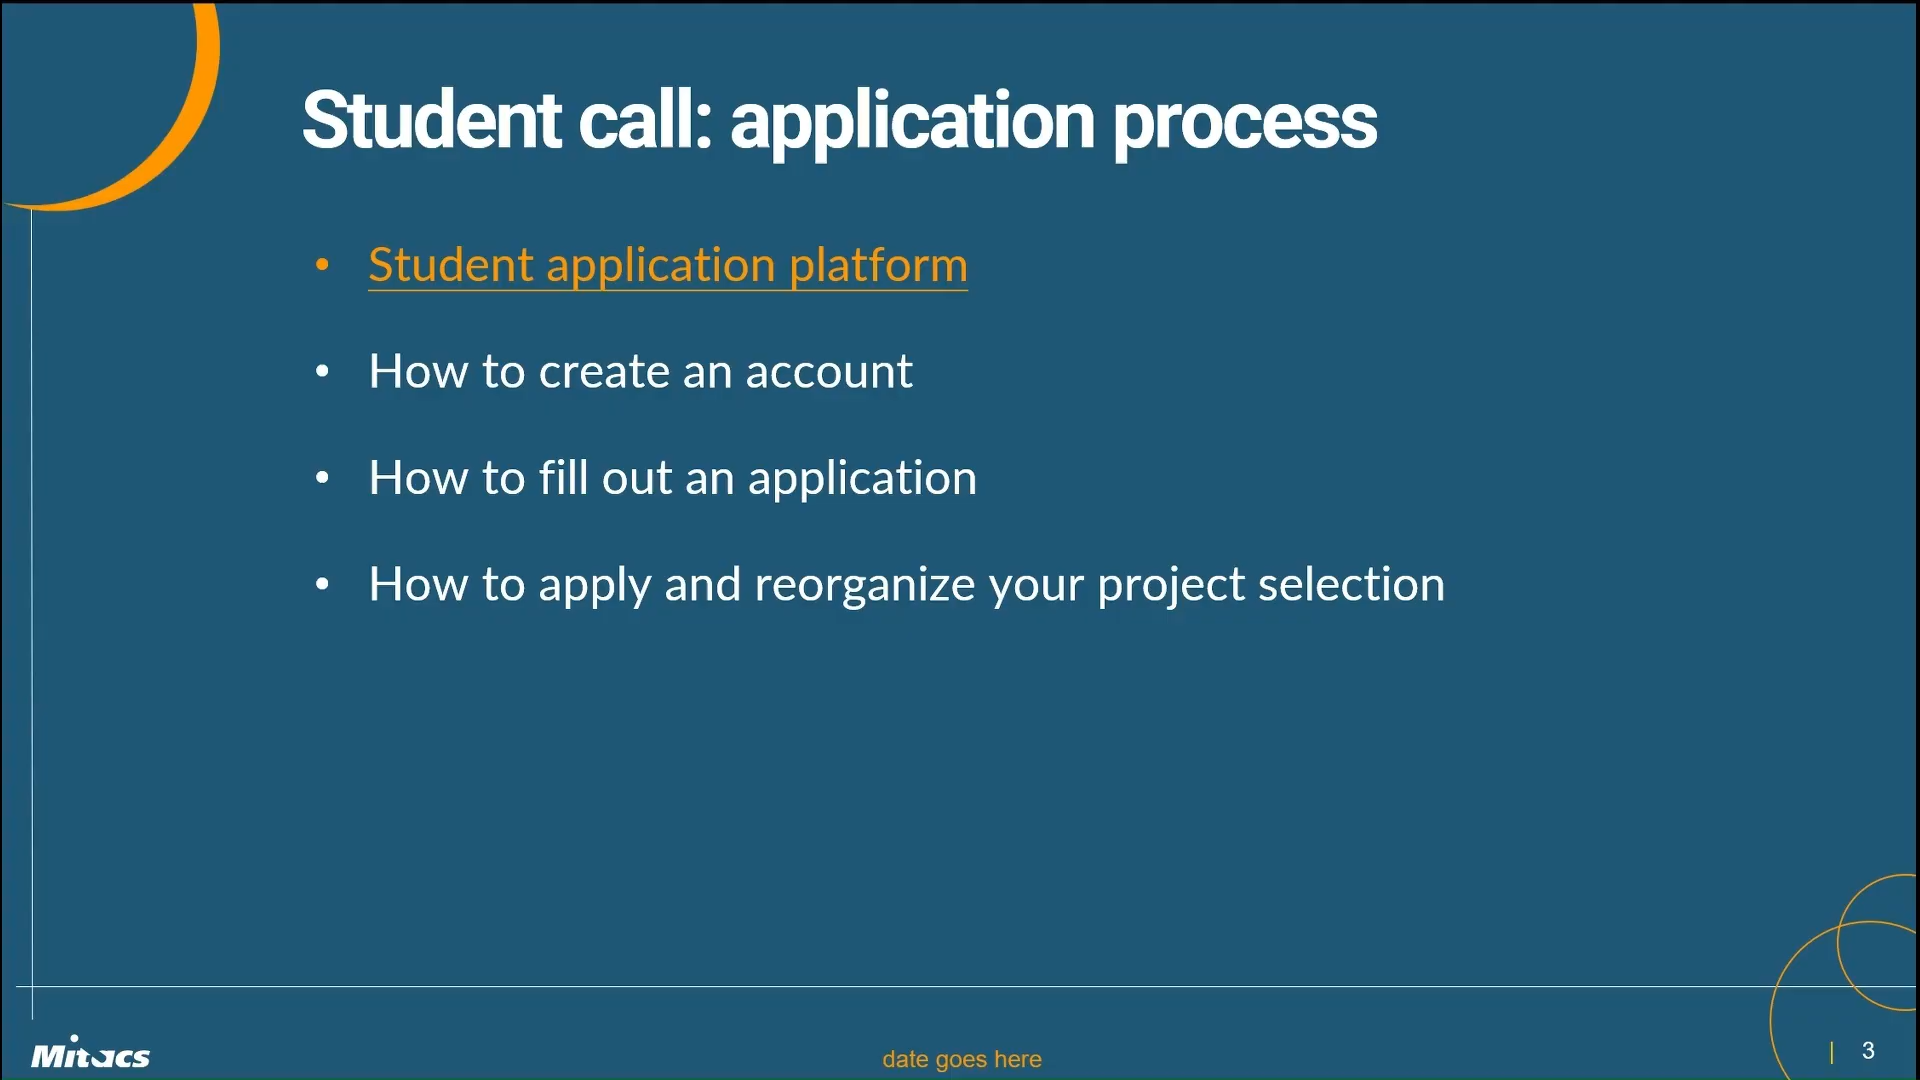 Student call: application process
• Student application platform
• How to create an account
• How to fill out an application
• How to apply and reorganize your project selection
Mitacs
date goes here
| 3